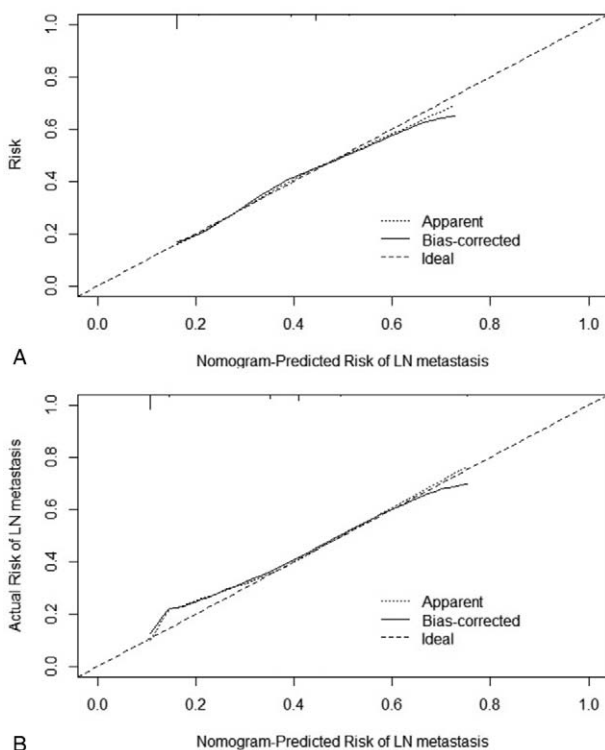 1.0
0.8
0.6
0.4
0.2
0.0
Risk
Apparent
Bias-corrected
Ideal
0.0 0.2 0.4 0.6 0.8 1.0
A
Nomogram-Predicted Risk of LN metastasis
1.0
0.8
0.6
0.4
0.2
0.0
Actual Risk of LN metastasis
Apparent
Bias-corrected
Ideal
0.0 0.2 0.4 0.6 0.8 1.0
B
Nomogram-Predicted Risk of LN metastasis